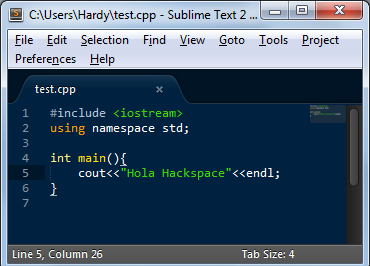 C:\Users\Hardy\test.cpp - Sublime Text 2 ...
File Edit Selection Find View Goto Tools Project
Preferences Help
test.cpp ×
1 #include <iostream>
2 using namespace std;
3
4 int main(){
5 cout<<"Hola Hackspace"<<endl;
6 }
7
Line 5, Column 26 Tab Size: 4